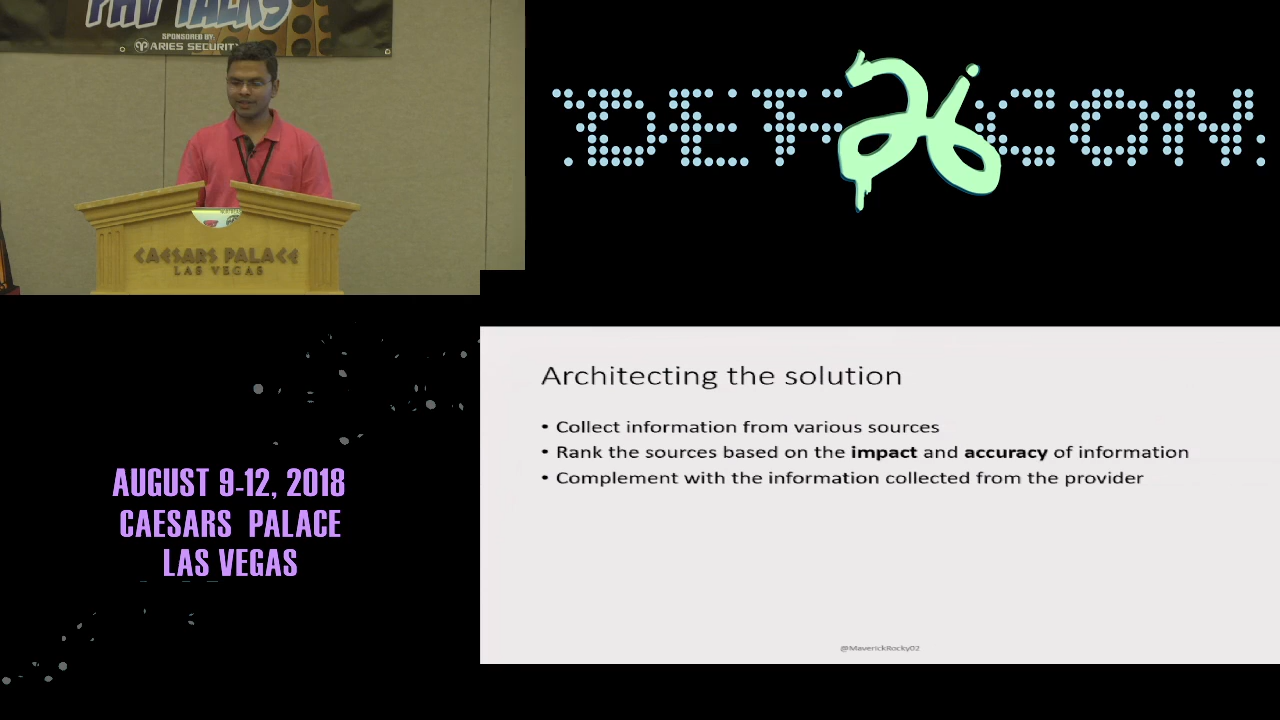 PHV TALKS
SPONSORED BY:
ARIES SECURITY
CAESARS PALACE
LAS VEGAS
DEF 26 CON
AUGUST 9-12, 2018
CAESARS PALACE
LAS VEGAS
Architecting the solution
• Collect information from various sources
• Rank the sources based on the impact and accuracy of information
• Complement with the information collected from the provider
@MaverickRocky02